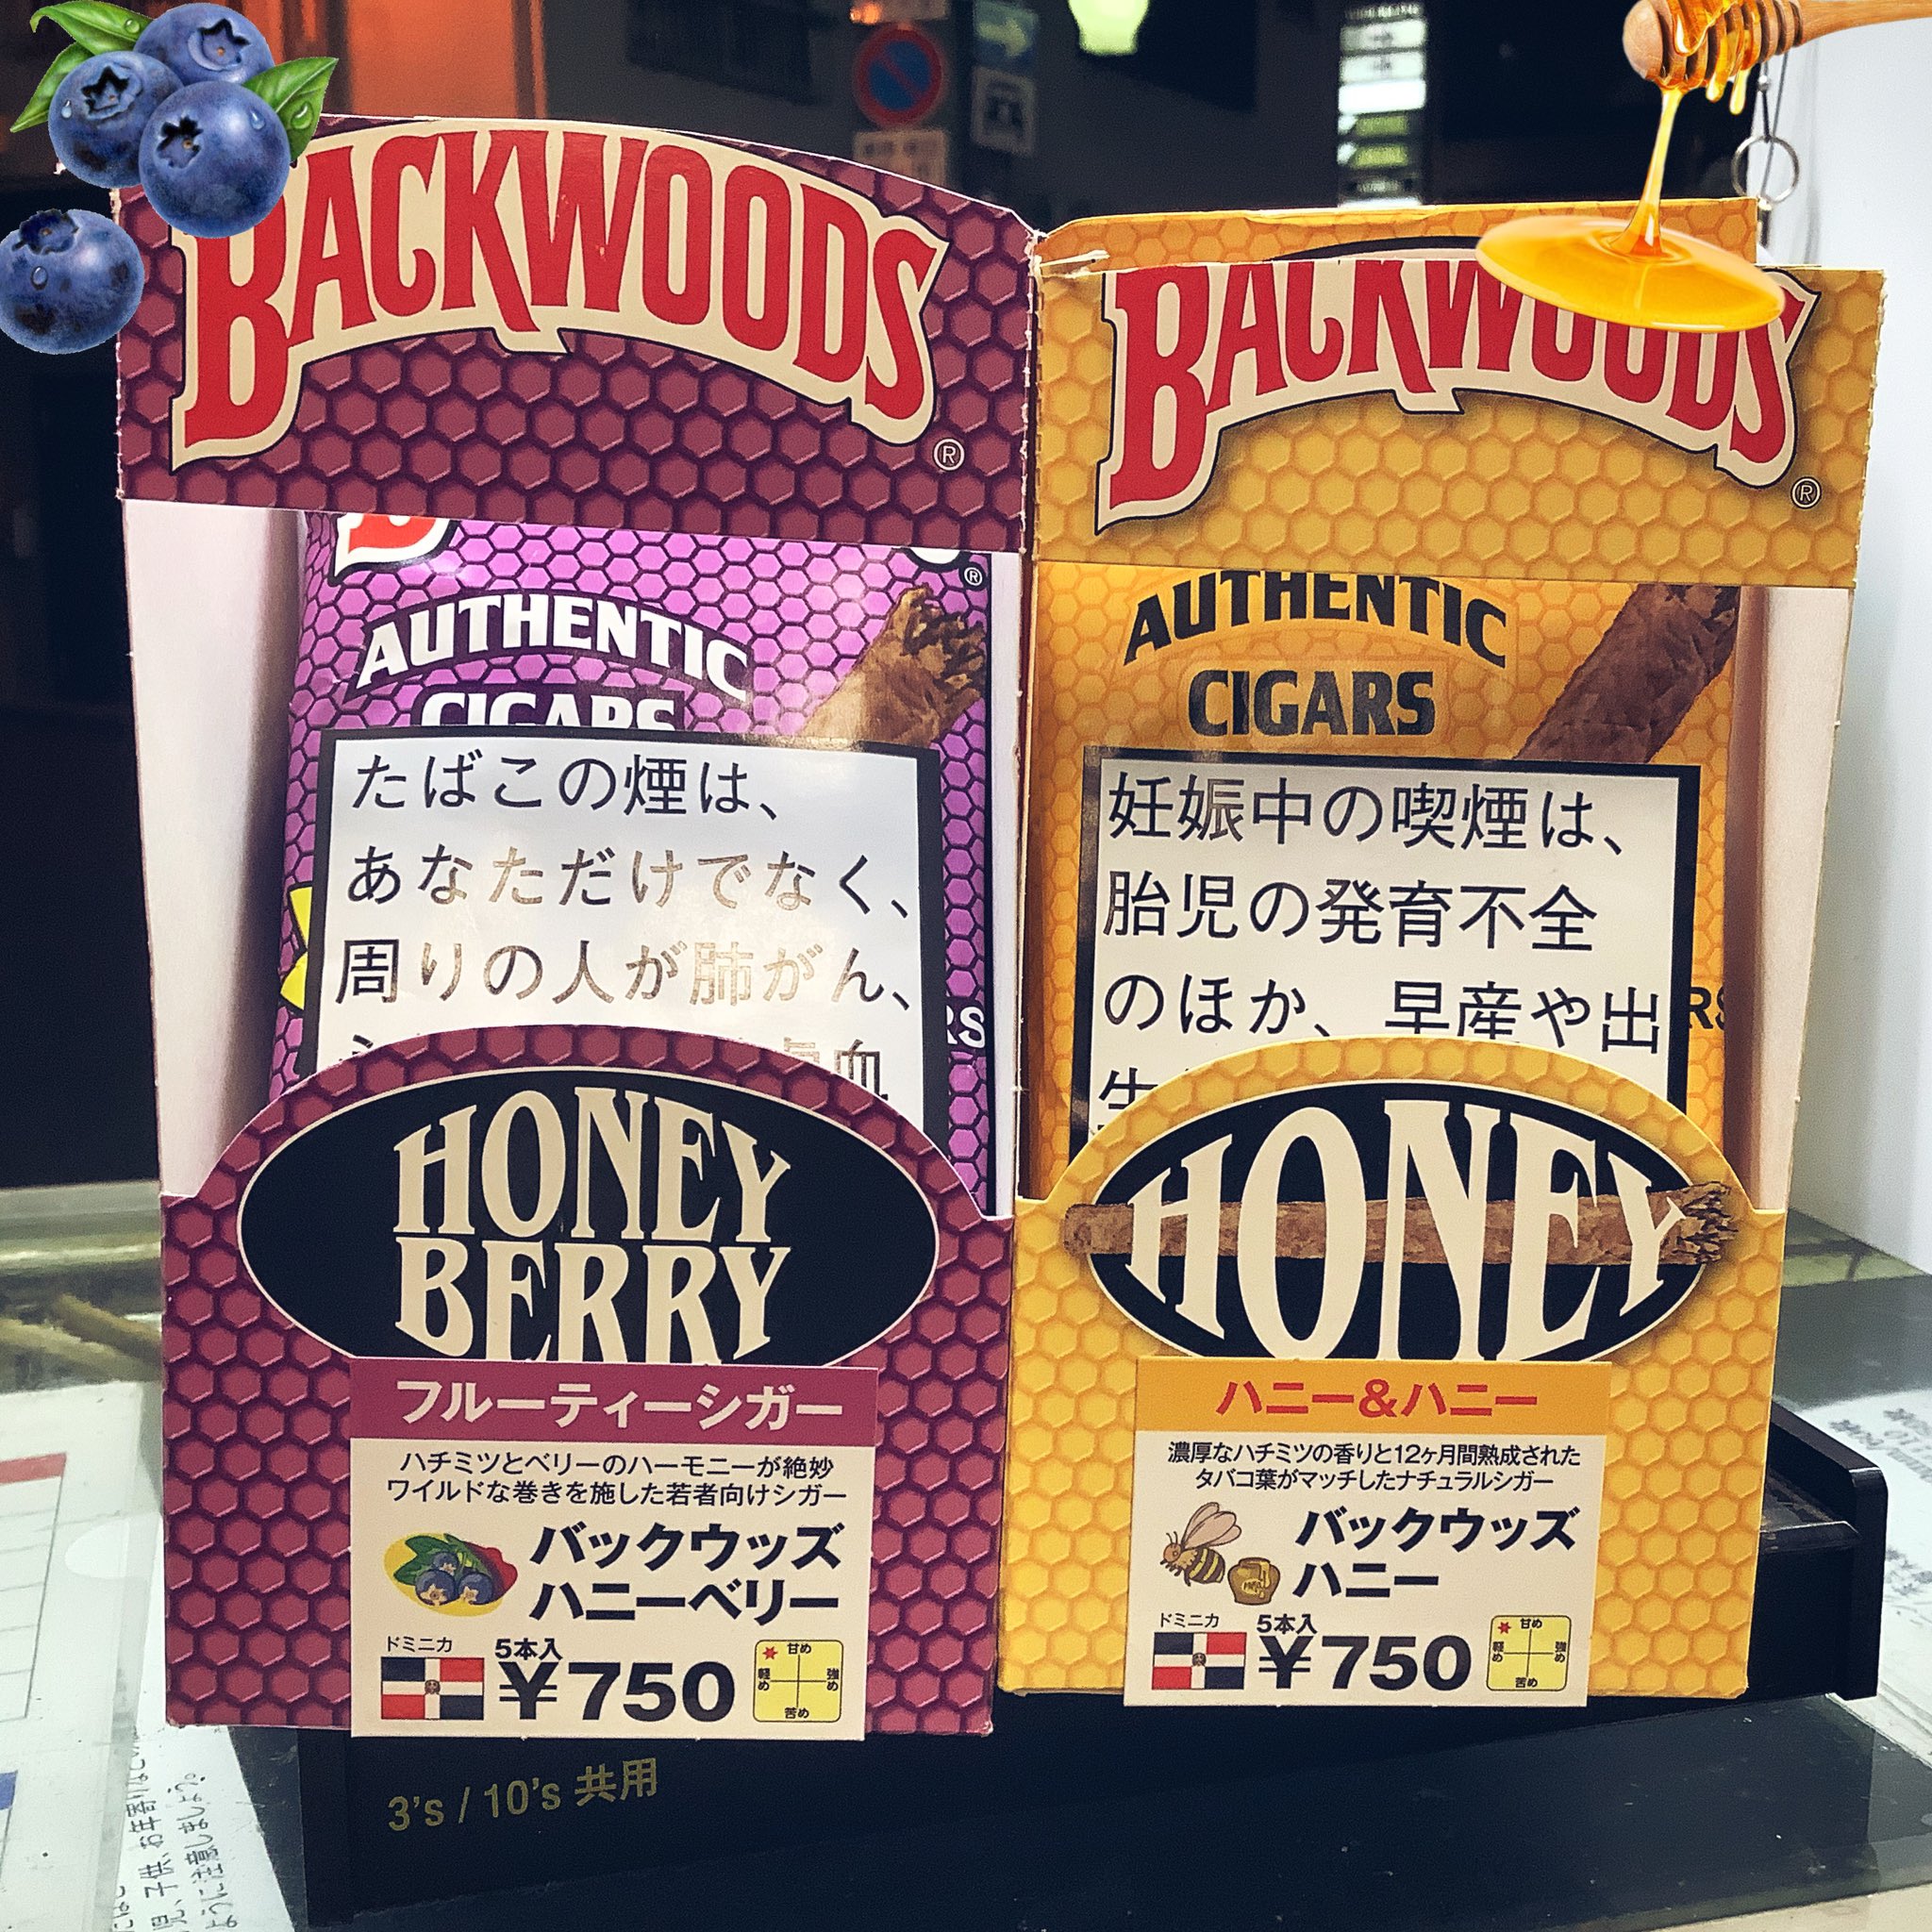 BACKWOODS
®
®
AUTHENTIC
CIGARS
たばこの煙は、
あなただけでなく、
周りの人が肺がん、
RS
HONEY
BERRY
フルーティーシガー
ハチミツとベリーのハーモニーが絶妙
ワイルドな巻きを施した若者向けシガー
バックウッズ
ハニーベリー
ドミニカ
5本入
¥750
甘め
軽め
強め
苦め
BACKWOODS
®
AUTHENTIC
CIGARS
妊娠中の喫煙は、
胎児の発育不全
のほか、早産や出
RS
HONEY
ハニー&ハニー
濃厚なハチミツの香りと12ヶ月間熟成された
タバコ葉がマッチしたナチュラルシガー
バックウッズ
ハニー
ドミニカ
5本入
¥750
甘め
軽め
強め
苦め
3's / 10's 共用